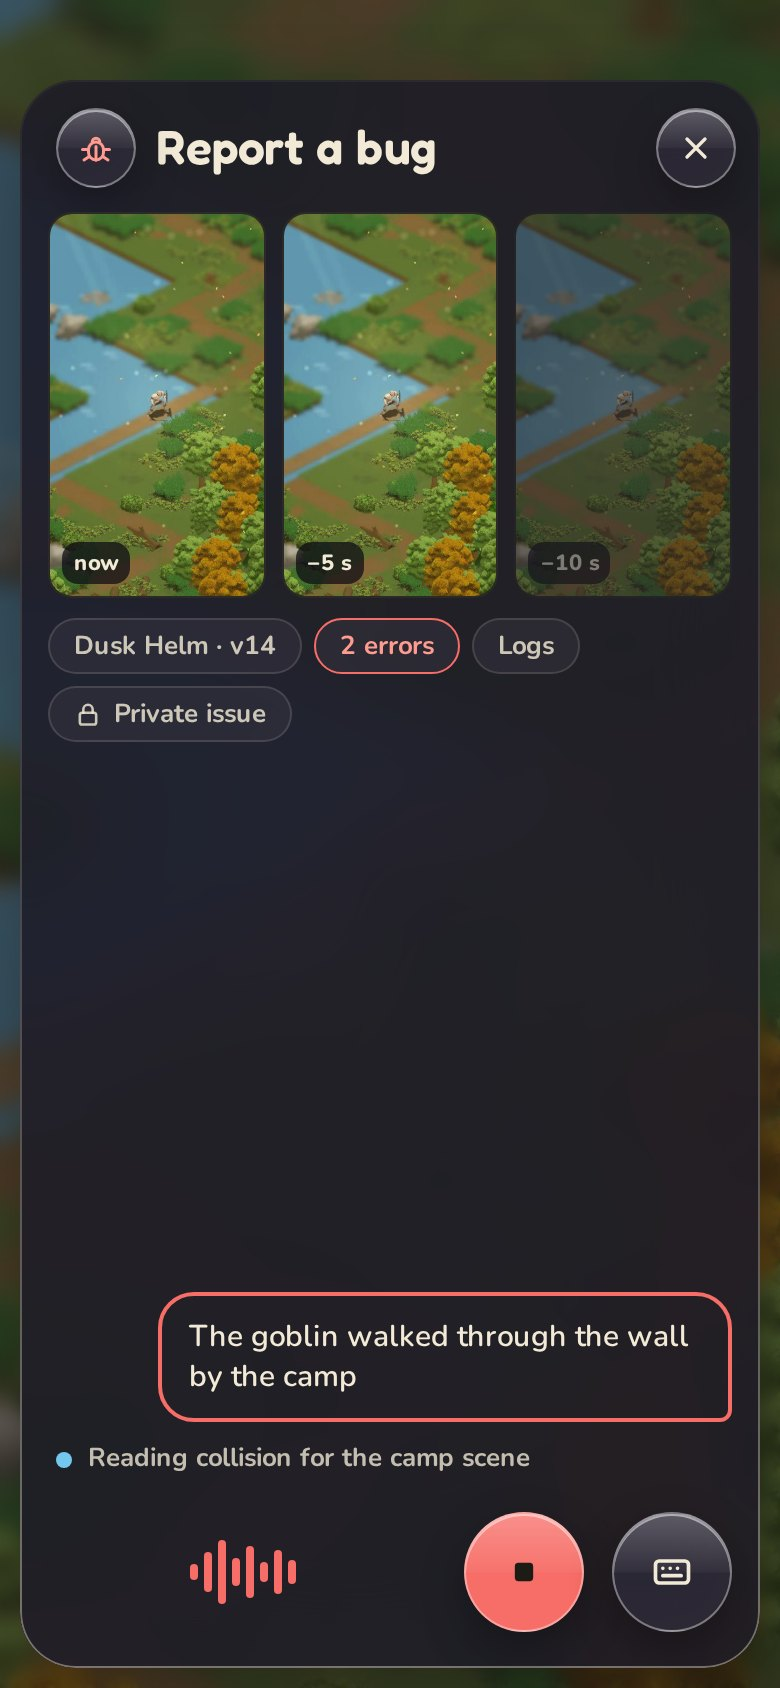 Report a bug
now
−5 s
−10 s
Dusk Helm · v14
2 errors
Logs
Private issue
The goblin walked through the wall
by the camp
Reading collision for the camp scene